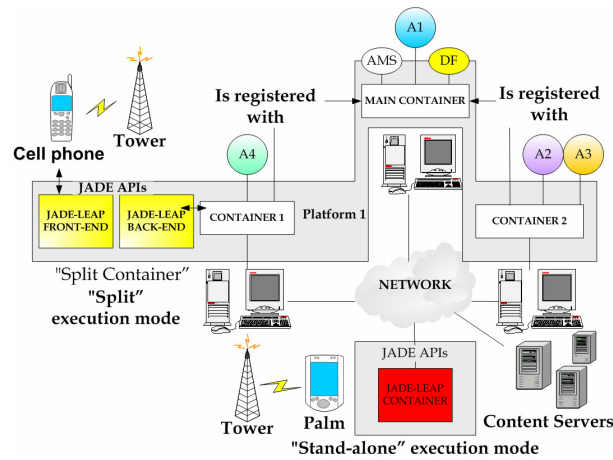 A1
AMS
DF
MAIN CONTAINER
Is registered
with
Is registered
with
Tower
Cell phone
A4
A2
A3
JADE APIs
JADE-LEAP
FRONT-END
JADE-LEAP
BACK-END
CONTAINER 1
Platform 1
CONTAINER 2
"Split Container”
"Split”
execution mode
NETWORK
JADE APIs
JADE-LEAP
CONTAINER
Tower
Palm
Content Servers
"Stand-alone” execution mode